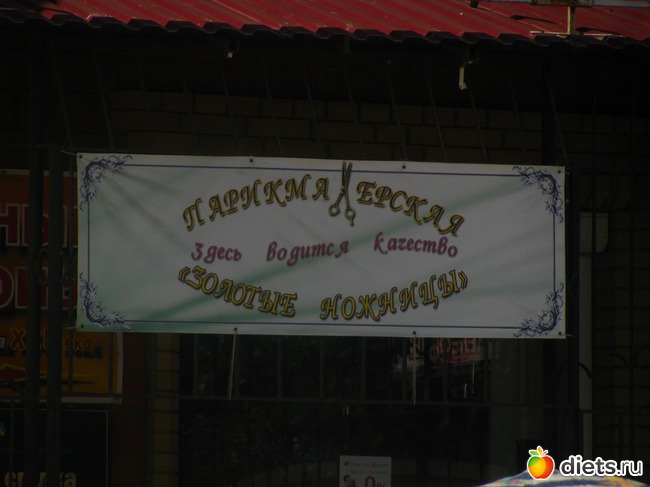 ПАРИКМАХЕРСКАЯ
здесь водится качество
«ЗОЛОТЫЕ НОЖНИЦЫ»
diets.ru